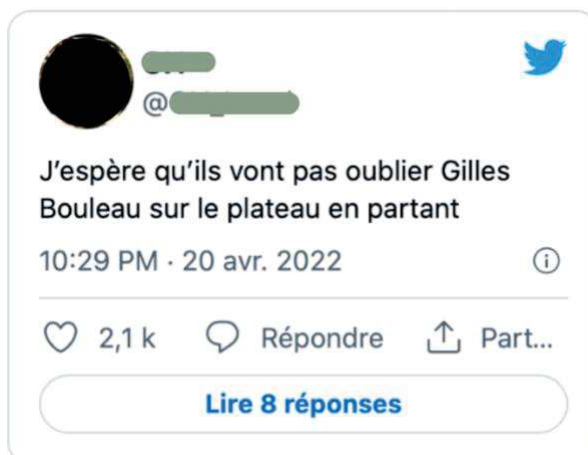 @
J’espère qu’ils vont pas oublier Gilles
Bouleau sur le plateau en partant
10:29 PM · 20 avr. 2022
2,1 k Répondre Part...
Lire 8 réponses